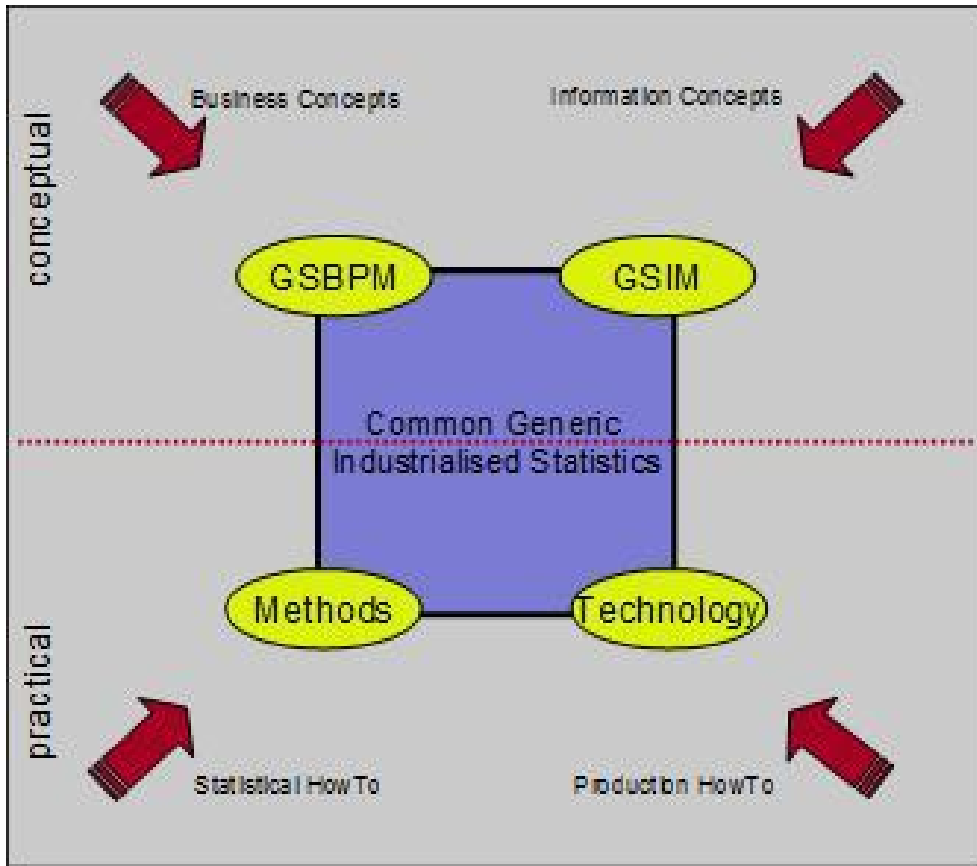 Business Concepts
Information Concepts
conceptual
GSBPM
GSIM
Common Generic
Industrialised Statistics
practical
Methods
Technology
Statistical HowTo
Production HowTo